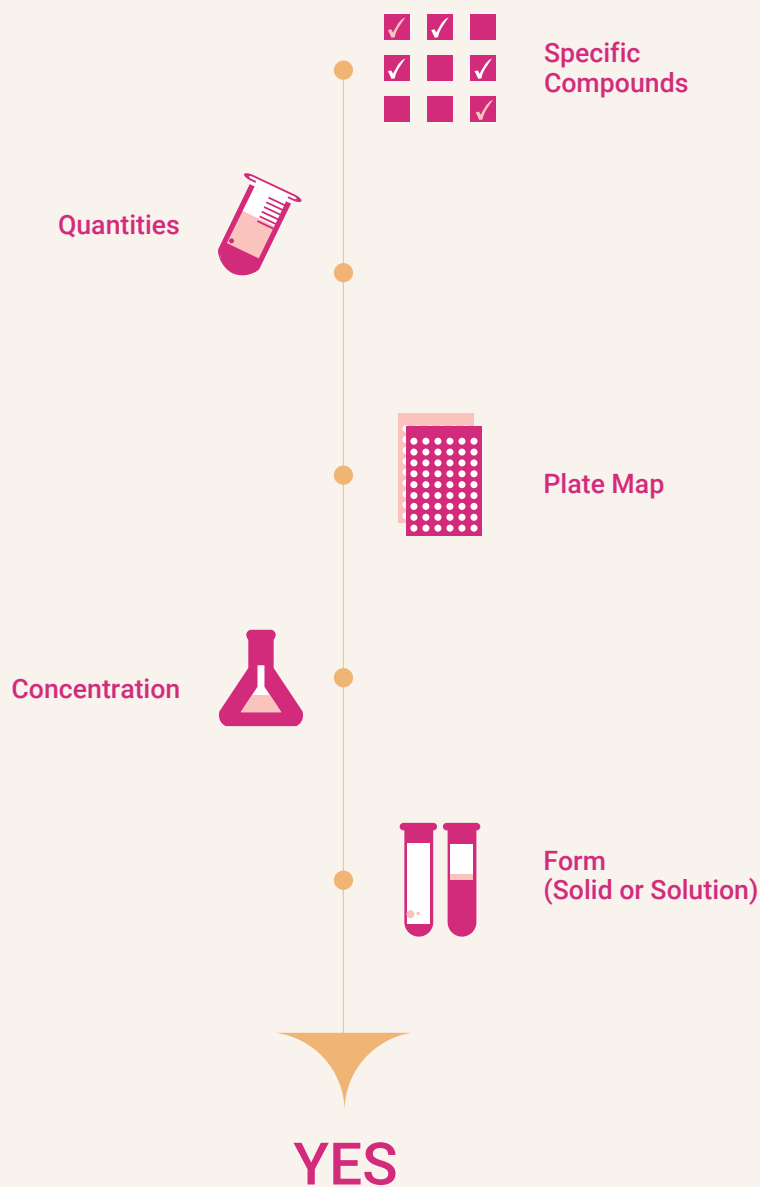 Specific
Compounds
Quantities
Plate Map
Concentration
Form
(Solid or Solution)
YES